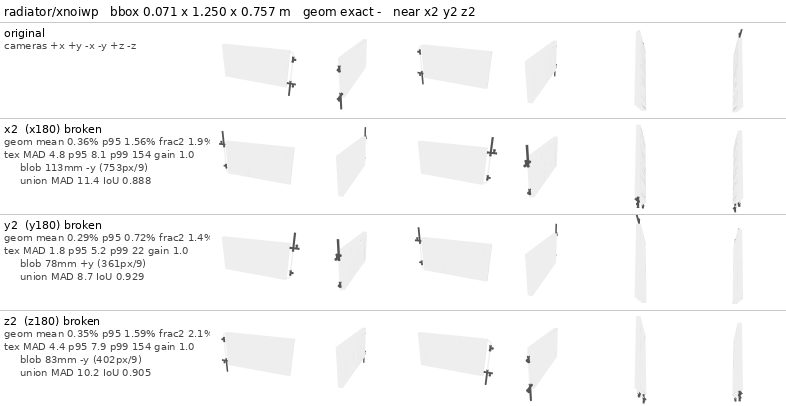 radiator/xnoiwp   bbox 0.071 x 1.250 x 0.757 m   geom exact -   near x2 y2 z2
original
cameras +x +y -x -y +z -z
x2  (x180) broken
geom mean 0.36% p95 1.56% frac2 1.9%
tex MAD 4.8 p95 8.1 p99 154 gain 1.0
blob 113mm -y (753px/9)
union MAD 11.4 IoU 0.888
y2  (y180) broken
geom mean 0.29% p95 0.72% frac2 1.4%
tex MAD 1.8 p95 5.2 p99 22 gain 1.0
blob 78mm +y (361px/9)
union MAD 8.7 IoU 0.929
z2  (z180) broken
geom mean 0.35% p95 1.59% frac2 2.1%
tex MAD 4.4 p95 7.9 p99 154 gain 1.0
blob 83mm -y (402px/9)
union MAD 10.2 IoU 0.905